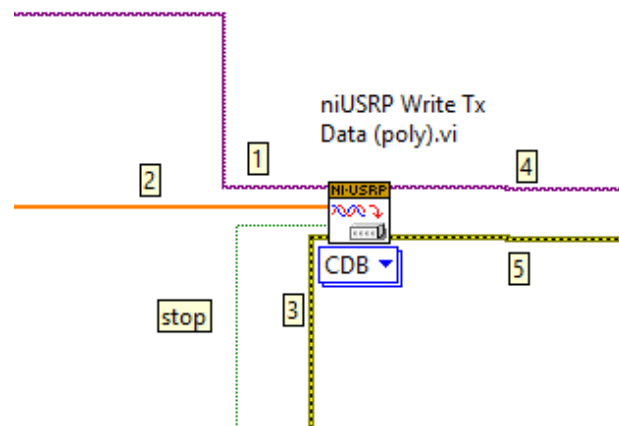 niUSRP Write Tx
Data (poly).vi
1
4
2
NI-USRP
CDB
5
3
stop